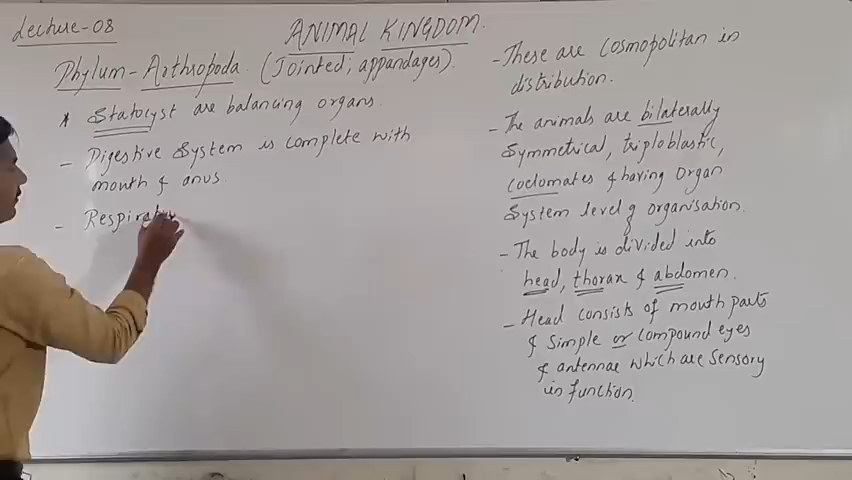 Lecture-08
ANIMAL KINGDOM.
Phylum-Arthropoda. (Jointed; appandages).
* Statocyst are balancing organs.
- Digestive System is complete with
mouth & anus.
- Respirato
- These are Cosmopolitan in
distribution.
- The animals are bilaterally
Symmetrical, triploblastic,
coelomates & having Organ
System level of organisation.
- The body is divided into
head, thorax & abdomen.
- Head consists of mouth parts
& Simple or compound eyes
& antennae which are Sensory
in function.